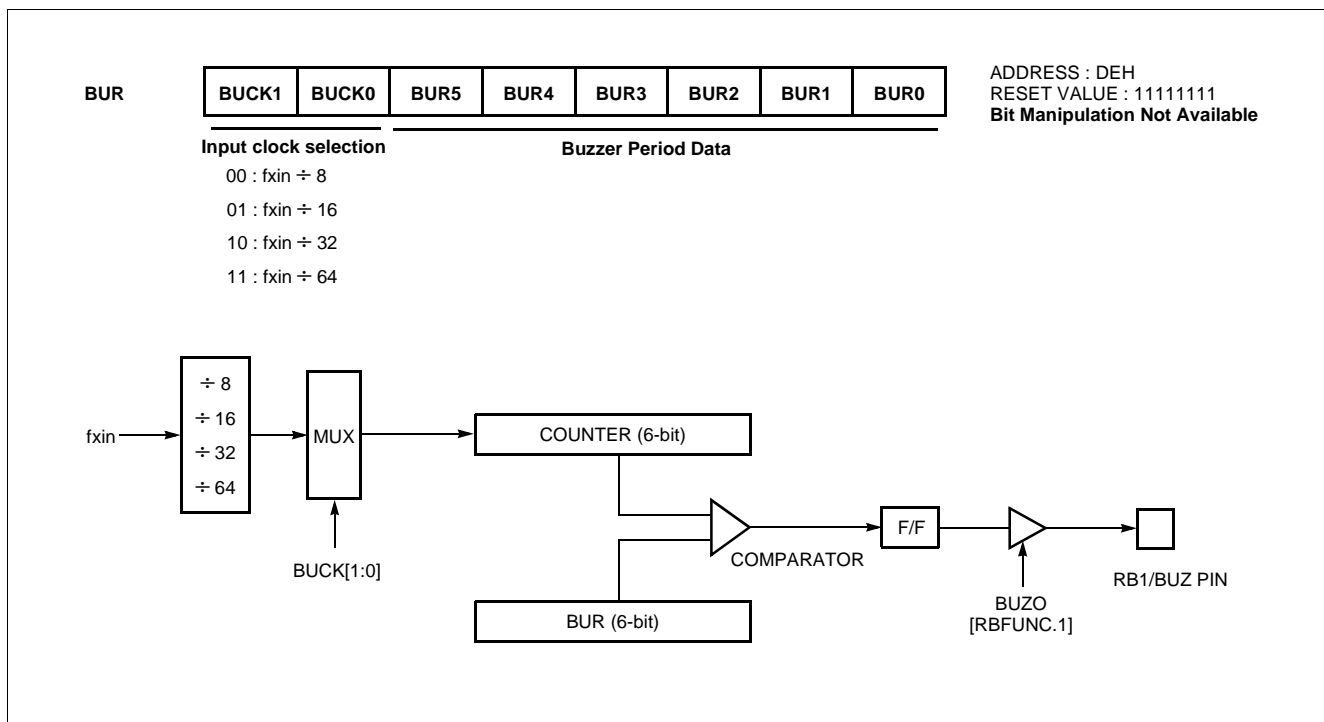 BUR
BUCK1 BUCK0 BUR5 BUR4 BUR3 BUR2 BUR1 BUR0
ADDRESS : DEH
RESET VALUE : 11111111
Bit Manipulation Not Available
Input clock selection
Buzzer Period Data
00 : fxin ÷ 8
01 : fxin ÷ 16
10 : fxin ÷ 32
11 : fxin ÷ 64
fxin
÷ 8
÷ 16
÷ 32
÷ 64
MUX
BUCK[1:0]
COUNTER (6-bit)
BUR (6-bit)
COMPARATOR
F/F
BUZO
[RBFUNC.1]
RB1/BUZ PIN